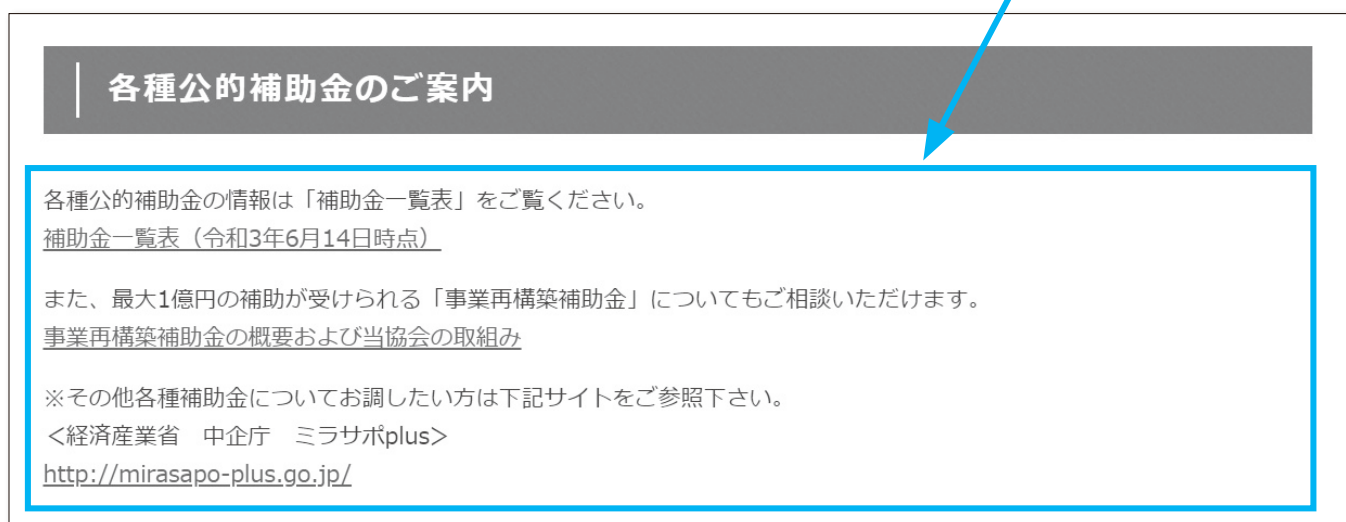 各種公的補助金のご案内
各種公的補助金の情報は「補助金一覧表」をご覧ください。
補助金一覧表（令和3年6月14日時点）
また、最大1億円の補助が受けられる「事業再構築補助金」についてもご相談いただけます。
事業再構築補助金の概要および当協会の取組み
※その他各種補助金についてお調したい方は下記サイトをご参照下さい。
＜経済産業省　中企庁　ミラサポplus＞
http://mirasapo-plus.go.jp/